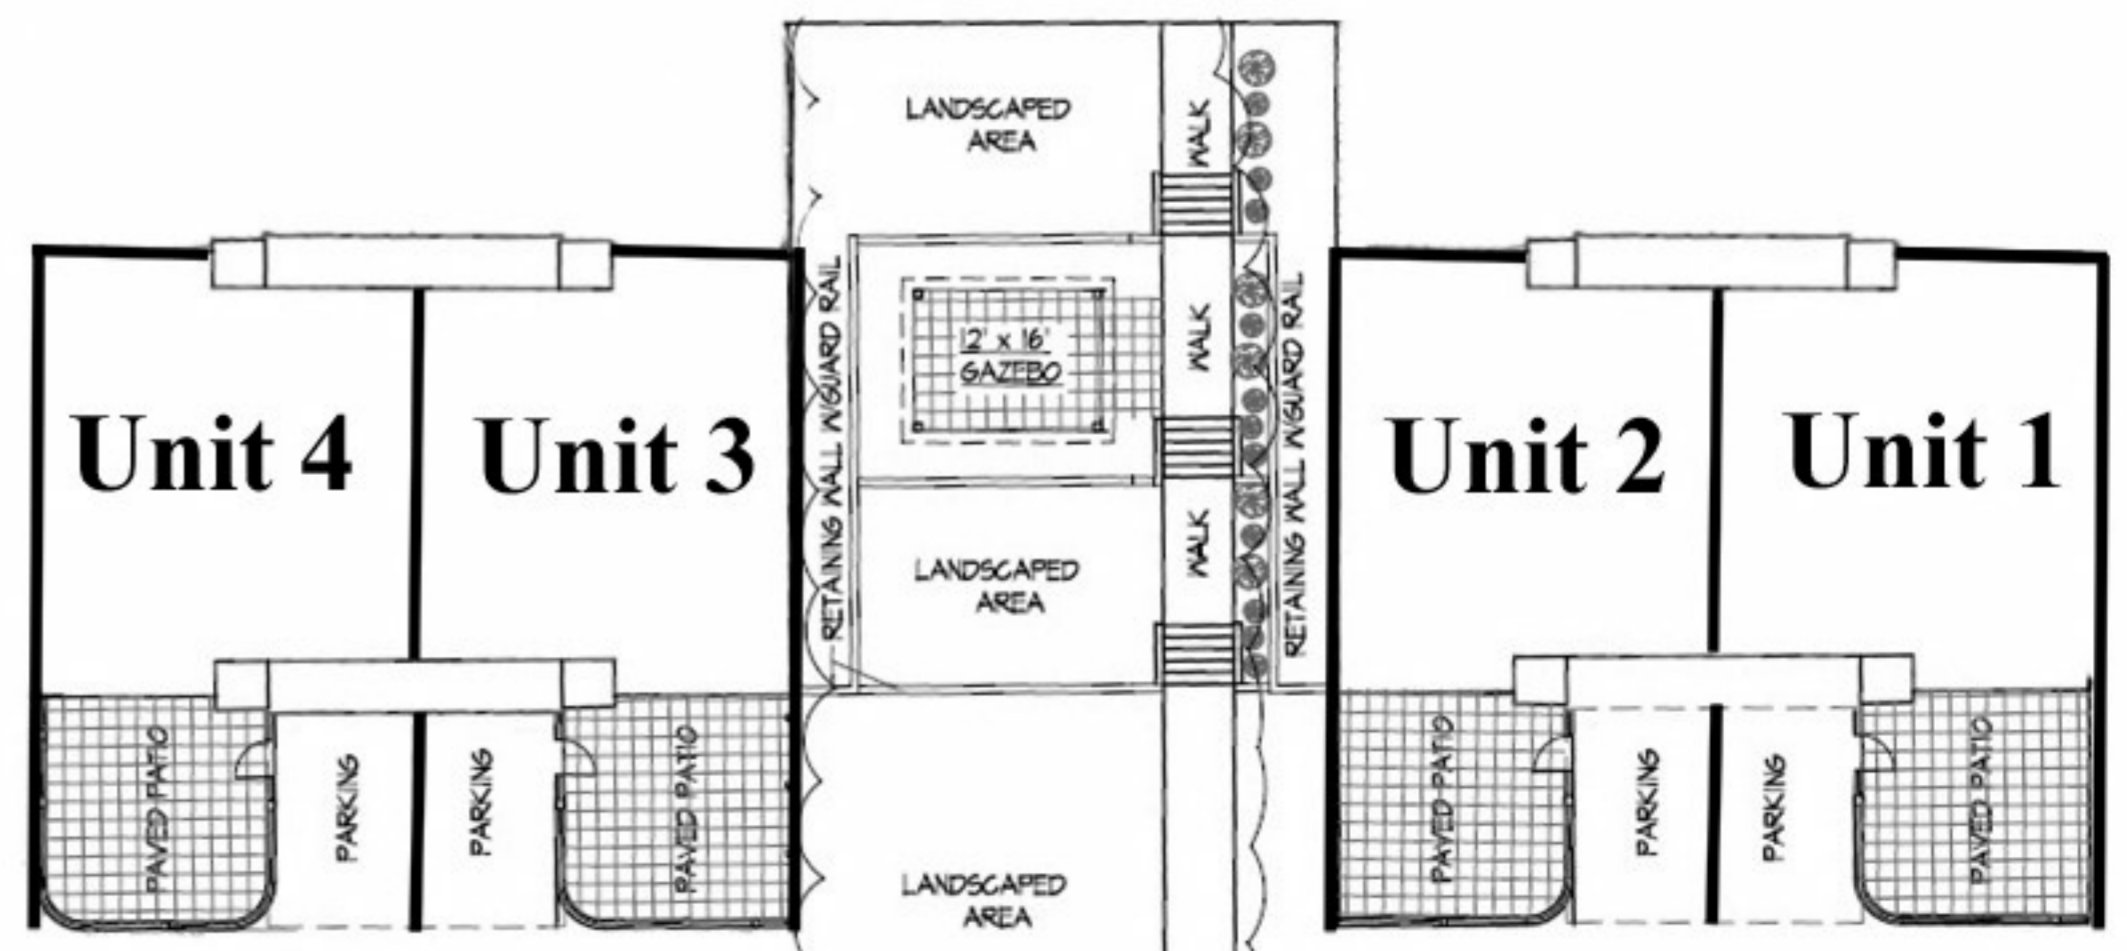 LANDSCAPED
AREA
WALK
RETAINING WALL W/GUARD RAIL
12' x 16'
GAZEBO
WALK
RETAINING WALL W/GUARD RAIL
Unit 4
Unit 3
Unit 2
Unit 1
LANDSCAPED
AREA
WALK
PAVED PATIO
PARKING
PARKING
PAVED PATIO
LANDSCAPED
AREA
PAVED PATIO
PARKING
PARKING
PAVED PATIO